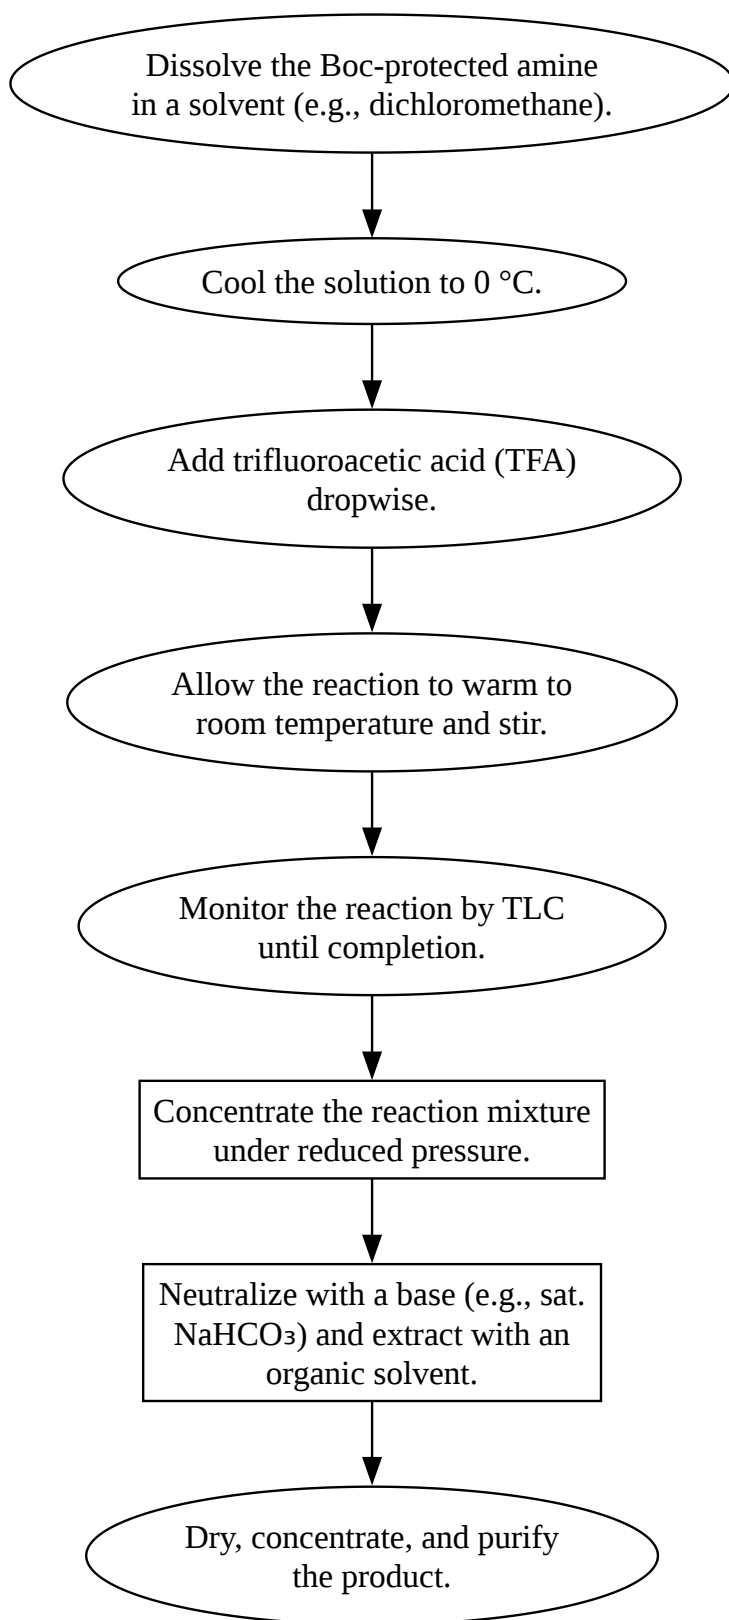 Dissolve the Boc-protected amine
in a solvent (e.g., dichloromethane).
Cool the solution to 0 °C.
Add trifluoroacetic acid (TFA)
dropwise.
Allow the reaction to warm to
room temperature and stir.
Monitor the reaction by TLC
until completion.
Concentrate the reaction mixture
under reduced pressure.
Neutralize with a base (e.g., sat.
NaHCO₃) and extract with an
organic solvent.
Dry, concentrate, and purify
the product.